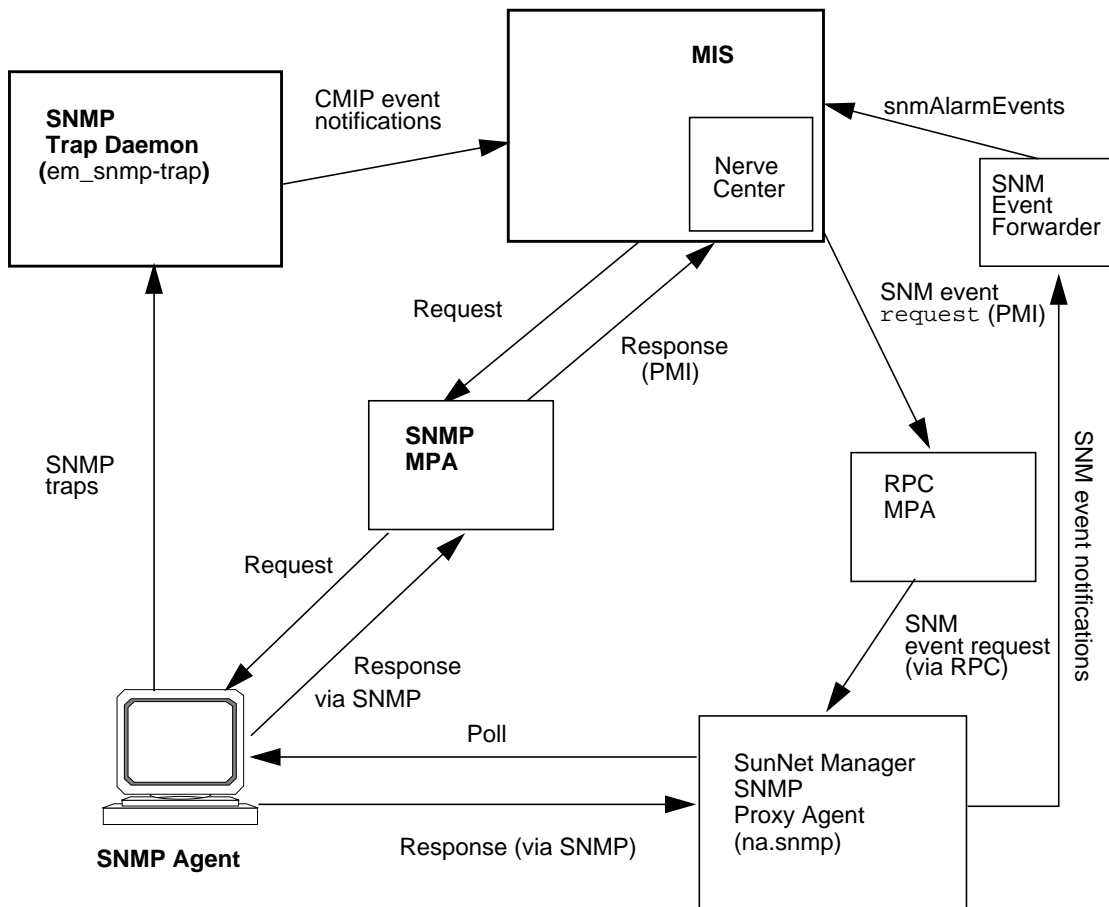 MIS
SNMP
Trap Daemon
(em_snmp-trap)
CMIP event
notifications
snmAlarmEvents
Nerve
Center
SNM
Event
Forwarder
Request
Response
(PMI)
SNM event
request (PMI)
SNMP
MPA
SNMP
traps
RPC
MPA
SNM event notifications
Request
Response
via SNMP
SNM
event request
(via RPC)
Poll
SunNet Manager
SNMP
Proxy Agent
(na.snmp)
Response (via SNMP)
SNMP Agent